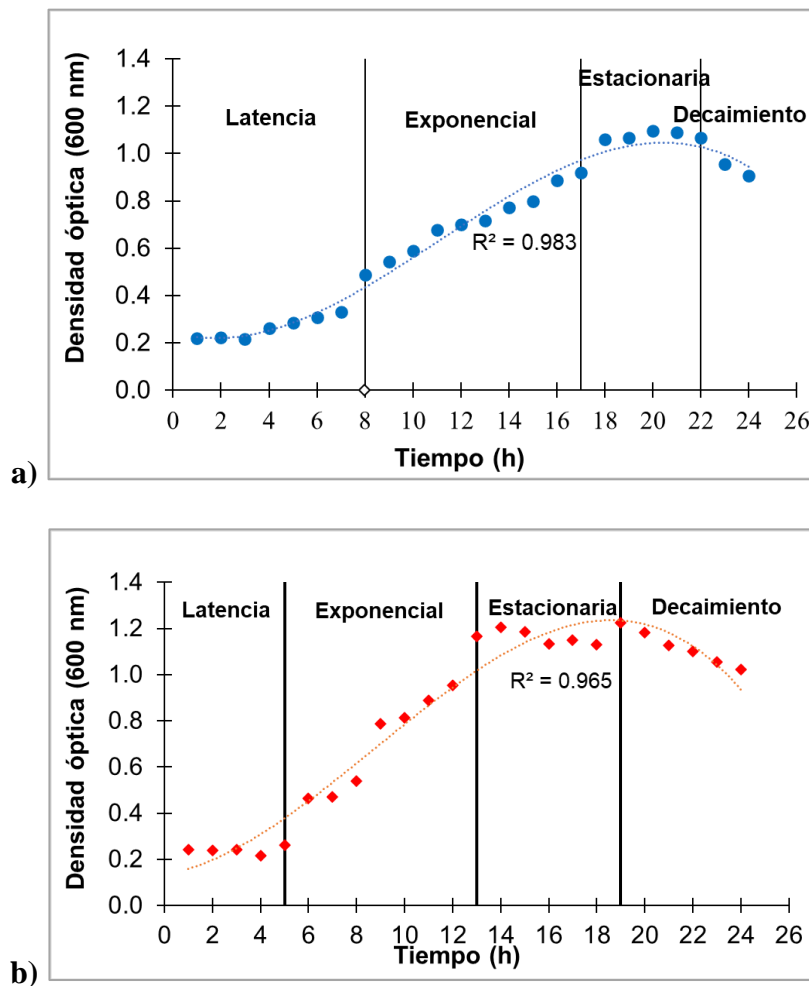 Densidad óptica (600 nm)
1.4
1.2
1.0
0.8
0.6
0.4
0.2
0.0
Latencia
Exponencial
Estacionaria
Decaimiento
R² = 0.983
0 2 4 6 8 10 12 14 16 18 20 22 24 26
Tiempo (h)
a)
Densidad óptica (600 nm)
1.4
1.2
1.0
0.8
0.6
0.4
0.2
0.0
Latencia
Exponencial
Estacionaria
Decaimiento
R² = 0.965
0 2 4 6 8 10 12 14 16 18 20 22 24 26
Tiempo (h)
b)